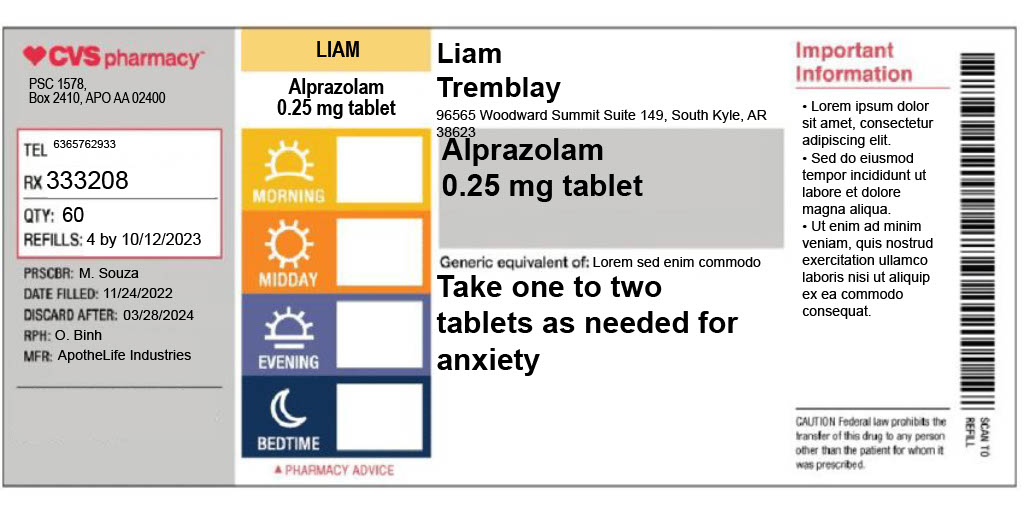 CVS pharmacy
PSC 1578,
Box 2410, APO AA 02400
TEL 6365762933
RX 333208
QTY: 60
REFILLS: 4 by 10/12/2023
PRSCBR: M. Souza
DATE FILLED: 11/24/2022
DISCARD AFTER: 03/28/2024
RPH: O. Binh
MFR: ApotheLife Industries
LIAM
Alprazolam
0.25 mg tablet
MORNING
MIDDAY
EVENING
BEDTIME
▲ PHARMACY ADVICE
Liam
Tremblay
96565 Woodward Summit Suite 149, South Kyle, AR
38623
Alprazolam
0.25 mg tablet
Generic equivalent of: Lorem sed enim commodo
Take one to two
tablets as needed for
anxiety
Important
Information
• Lorem ipsum dolor
sit amet, consectetur
adipiscing elit.
• Sed do eiusmod
tempor incididunt ut
labore et dolore
magna aliqua.
• Ut enim ad minim
veniam, quis nostrud
exercitation ullamco
laboris nisi ut aliquip
ex ea commodo
consequat.
CAUTION Federal law prohibits the
transfer of this drug to any person
other than the patient for whom it
was prescribed.
SCAN TO
REFILL